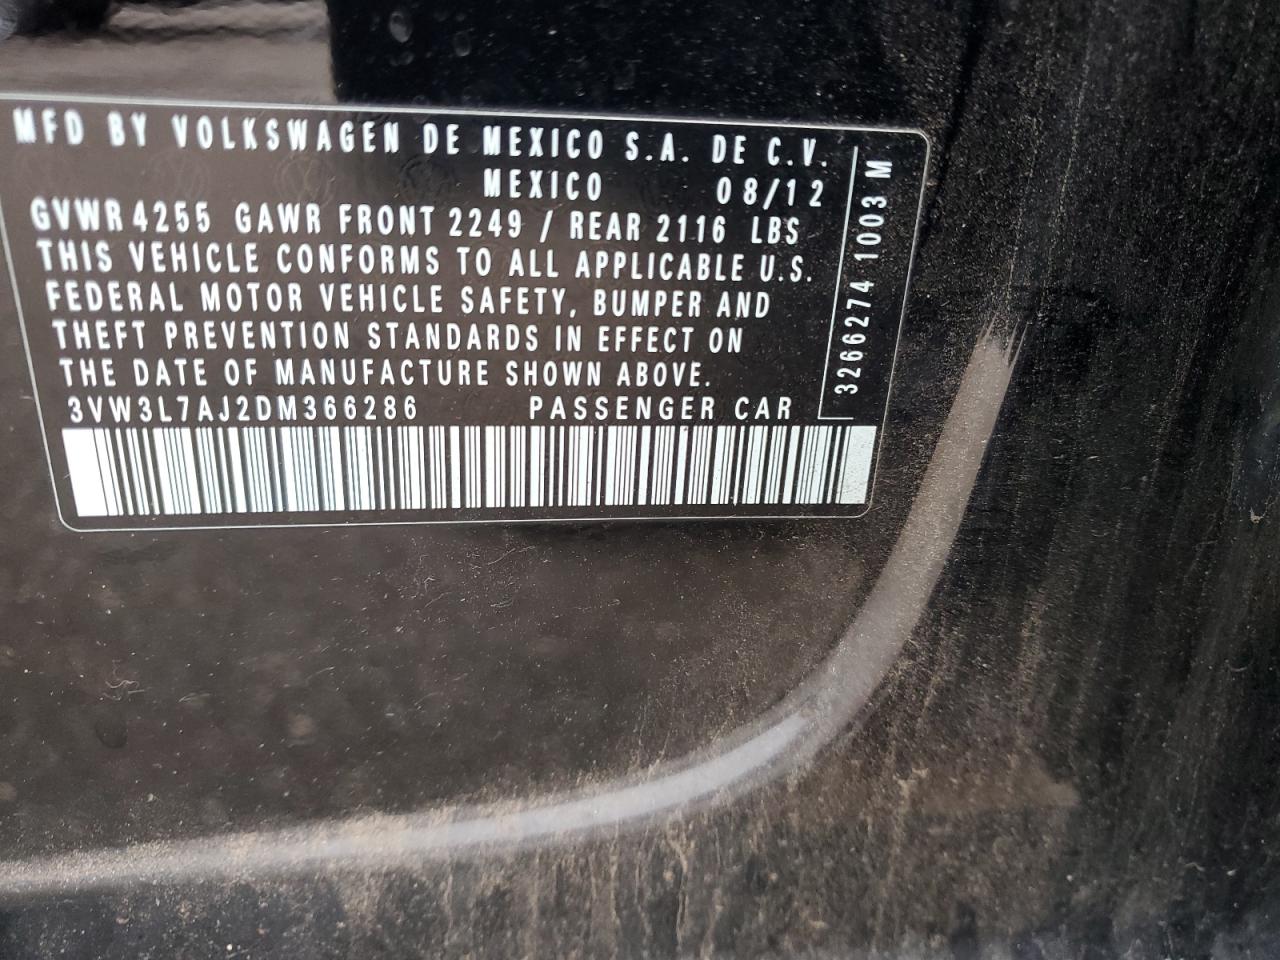 MFD BY VOLKSWAGEN DE MEXICO S.A. DE C.V.
MEXICO 08/12
GVWR 4255 GAWR FRONT 2249 / REAR 2116 LBS
THIS VEHICLE CONFORMS TO ALL APPLICABLE U.S.
FEDERAL MOTOR VEHICLE SAFETY, BUMPER AND
THEFT PREVENTION STANDARDS IN EFFECT ON
THE DATE OF MANUFACTURE SHOWN ABOVE.
3VW3L7AJ2DM366286 PASSENGER CAR
3266274 1003 M